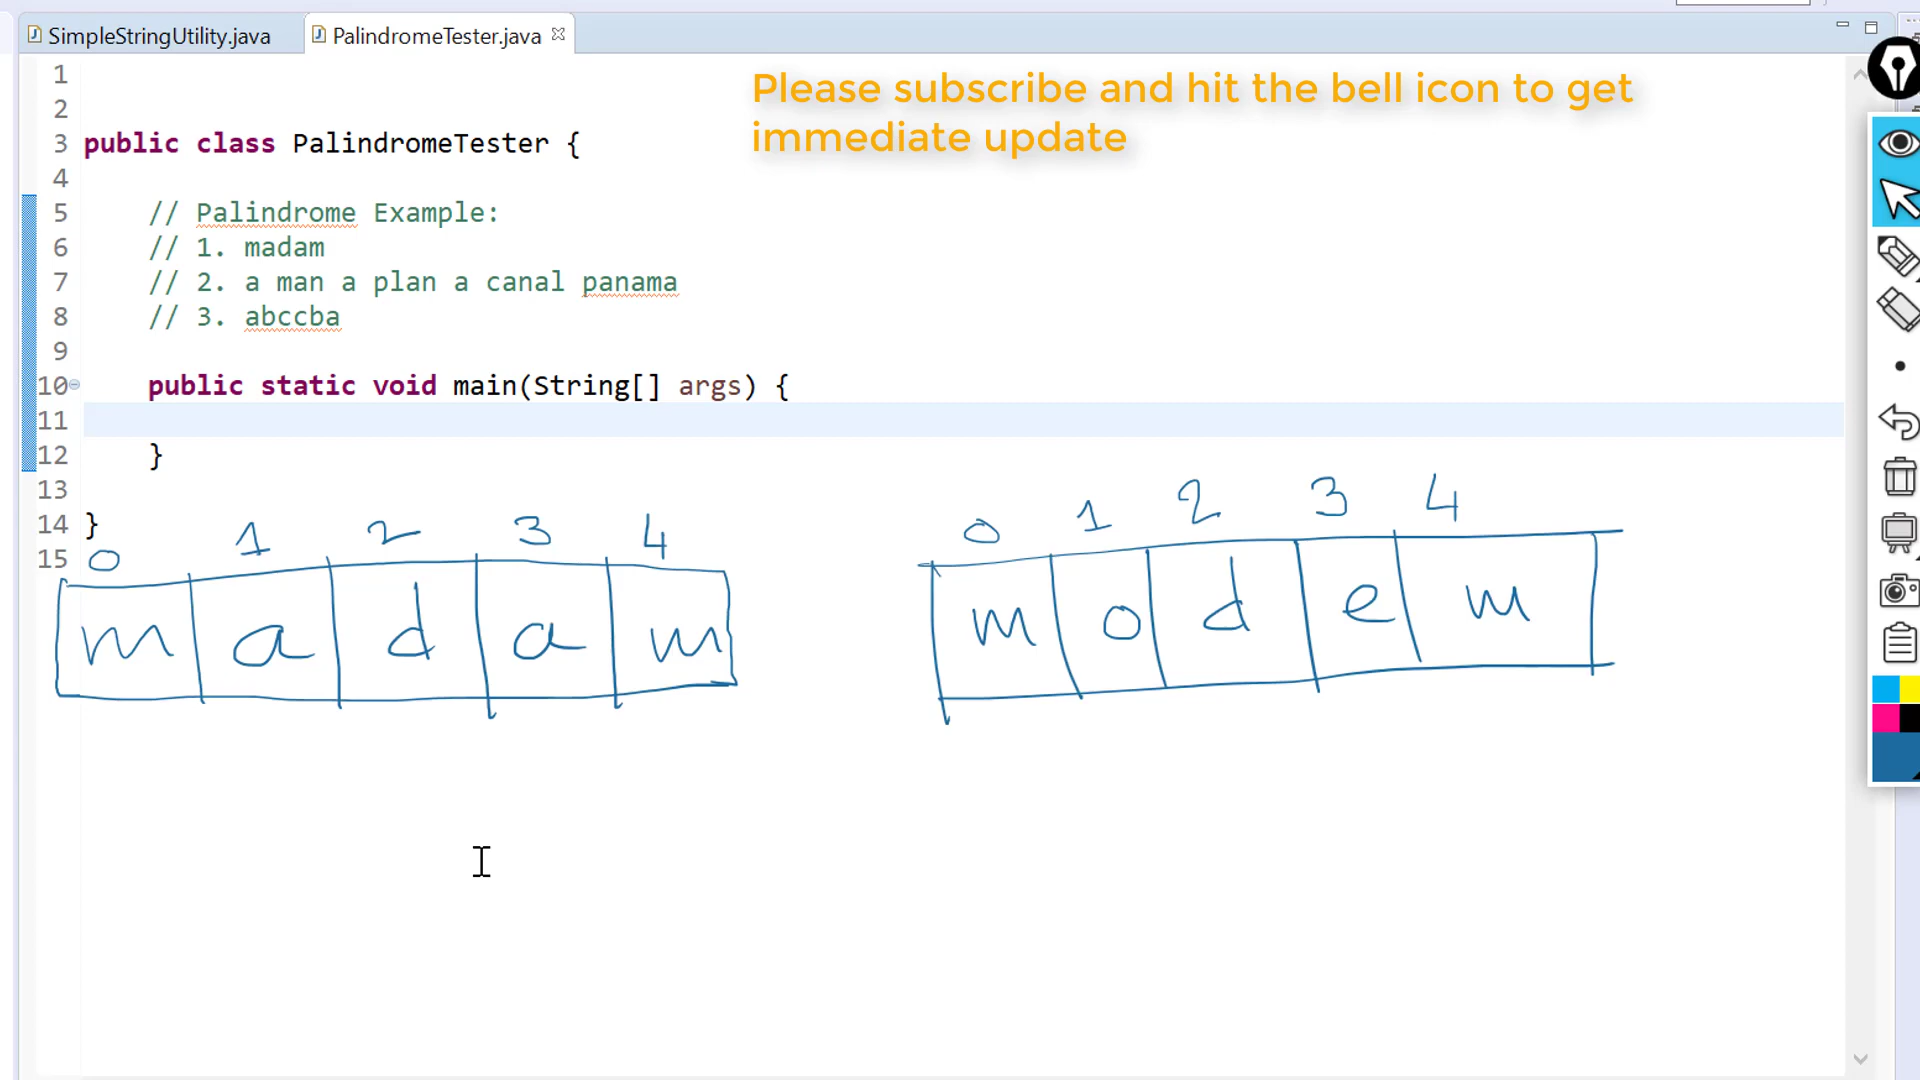 SimpleStringUtility.java
PalindromeTester.java
Please subscribe and hit the bell icon to get
immediate update
1
2
3 public class PalindromeTester {
4
5 // Palindrome Example:
6 // 1. madam
7 // 2. a man a plan a canal panama
8 // 3. abccba
9
10 public static void main(String[] args) {
11
12 }
13
14 }
15
0 1 2 3 4
m a d a m
0 1 2 3 4
m o d e m